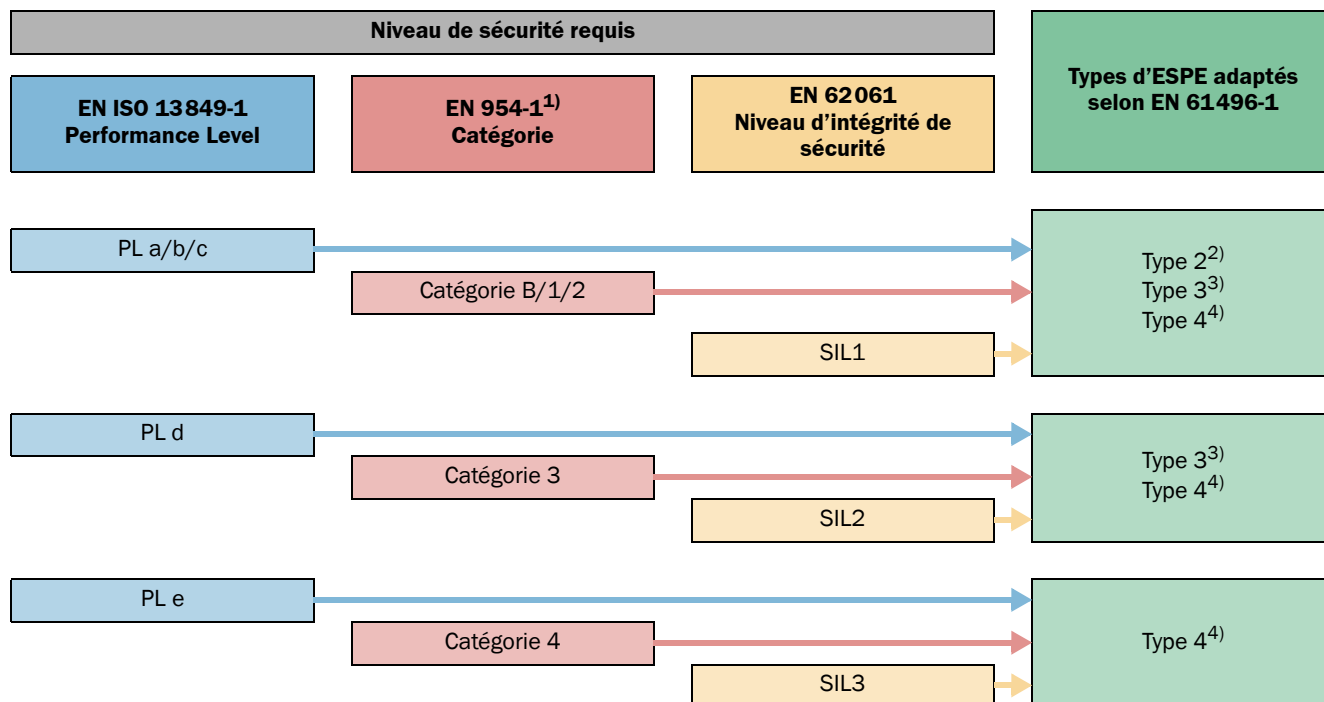 Niveau de sécurité requis
Types d’ESPE adaptés
selon EN 61496-1
EN ISO 13849-1
Performance Level
EN 954-1¹⁾
Catégorie
EN 62061
Niveau d’intégrité de
sécurité
PL a/b/c
Catégorie B/1/2
SIL1
Type 2²⁾
Type 3³⁾
Type 4⁴⁾
PL d
Catégorie 3
SIL2
Type 3³⁾
Type 4⁴⁾
PL e
Catégorie 4
SIL3
Type 4⁴⁾